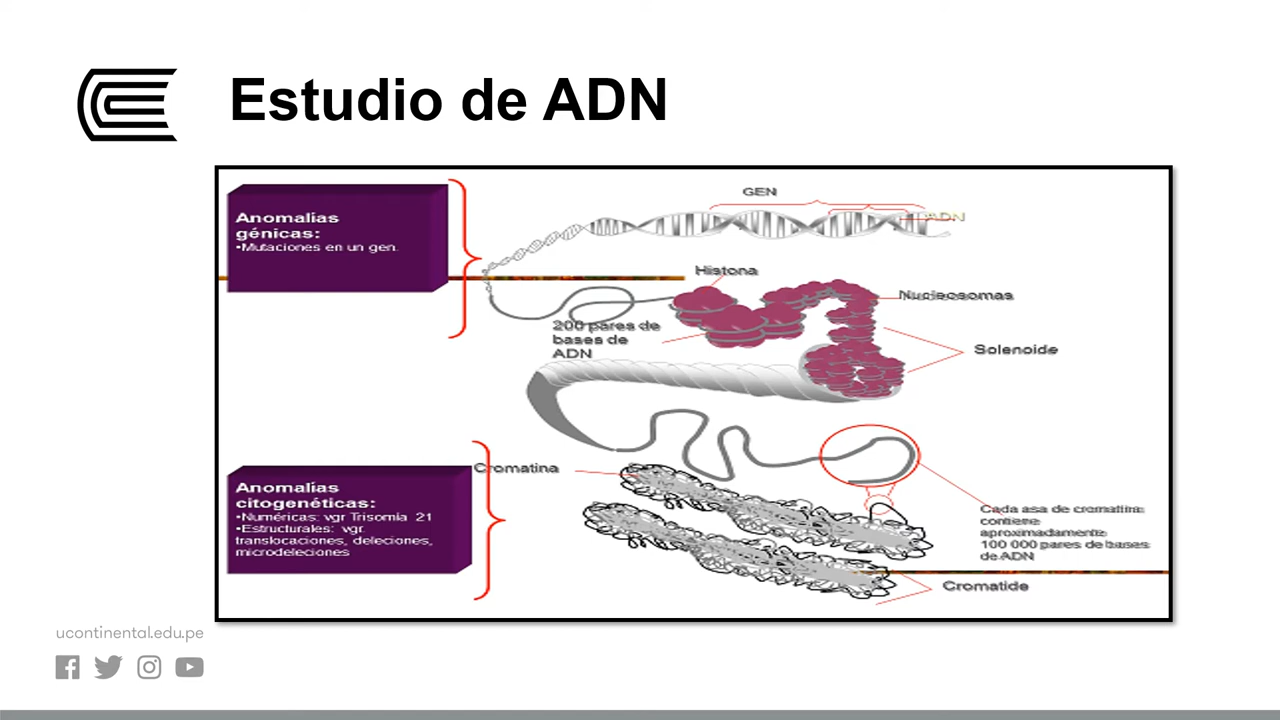 Estudio de ADN
Anomalías
génicas:
•Mutaciones en un gen.
GEN
ADN
Histona
Nucleosomas
200 pares de
bases de
ADN
Solenoide
Anomalías
citogenéticas:
•Numéricas: vgr Trisomía 21
•Estructurales: vgr
translocaciones, deleciones,
microdeleciones
Cromatina
Cada asa de cromatina
contiene
aproximadamente
100 000 pares de bases
de ADN
Cromatide
ucontinental.edu.pe